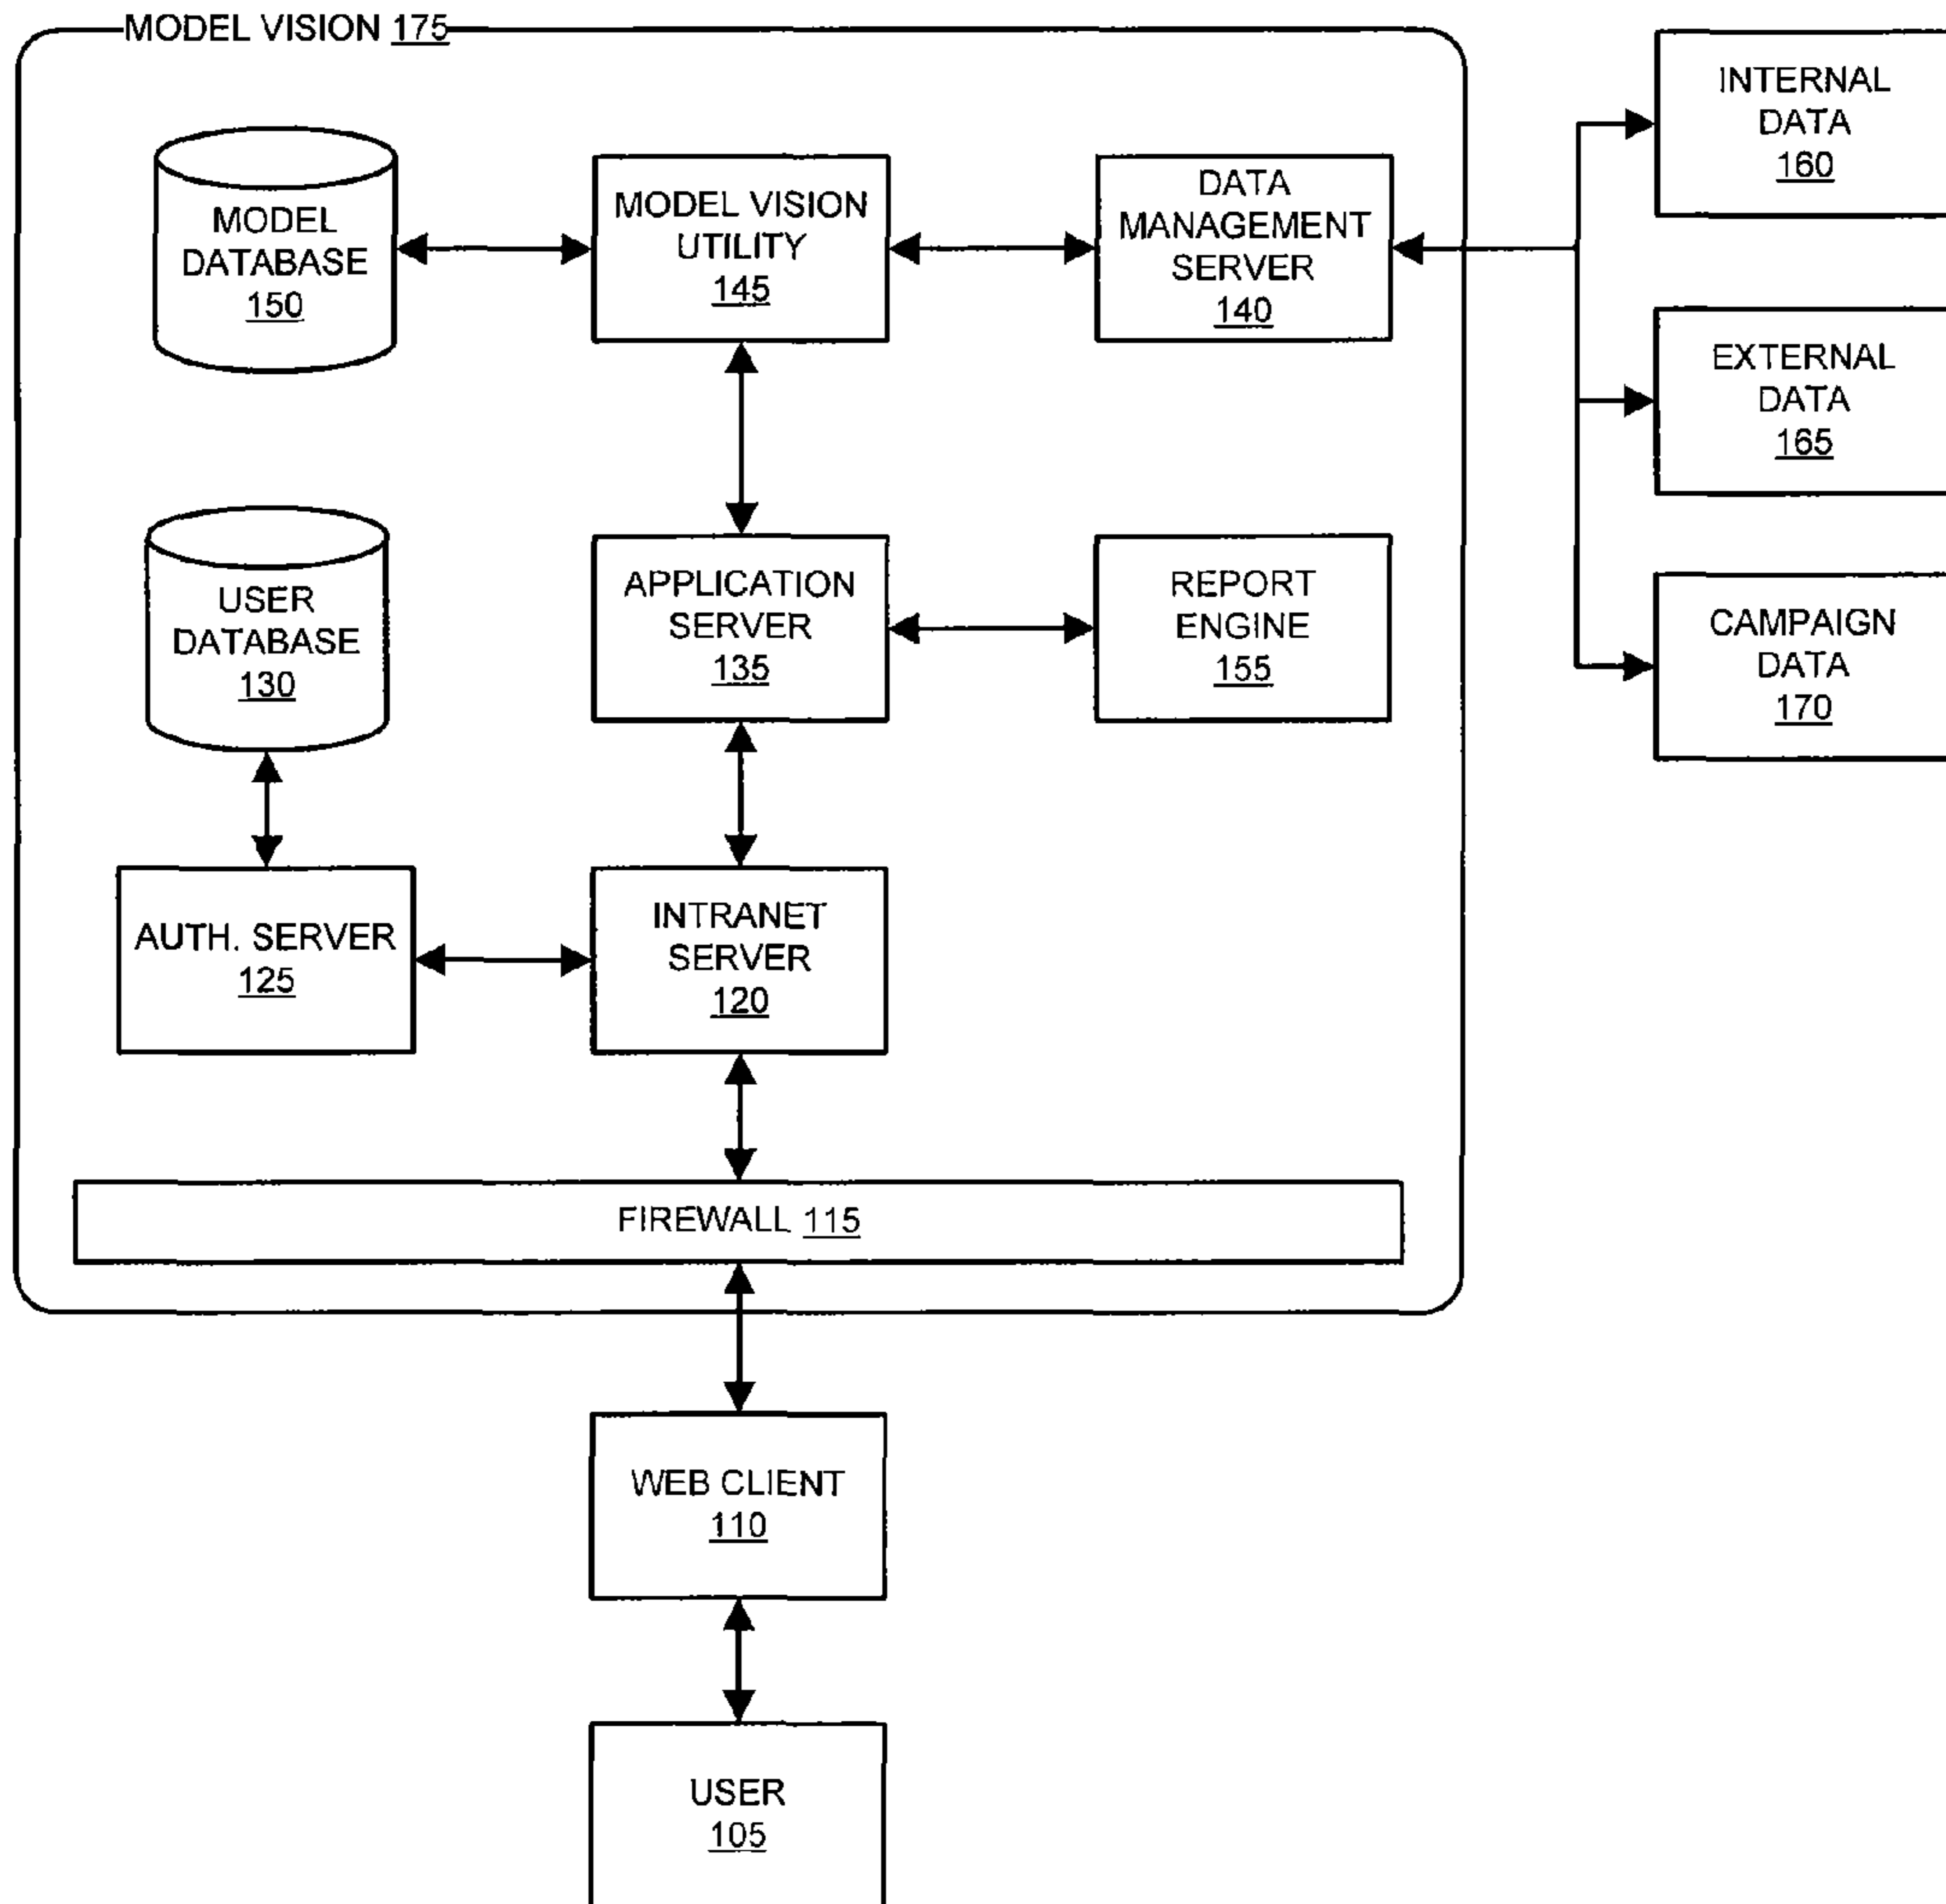 MODEL VISION 175
INTERNAL
DATA
160
MODEL
DATABASE
150
MODEL VISION
UTILITY
145
DATA
MANAGEMENT
SERVER
140
EXTERNAL
DATA
165
USER
DATABASE
130
APPLICATION
SERVER
135
REPORT
ENGINE
155
CAMPAIGN
DATA
170
AUTH. SERVER
125
INTRANET
SERVER
120
FIREWALL 115
WEB CLIENT
110
USER
105